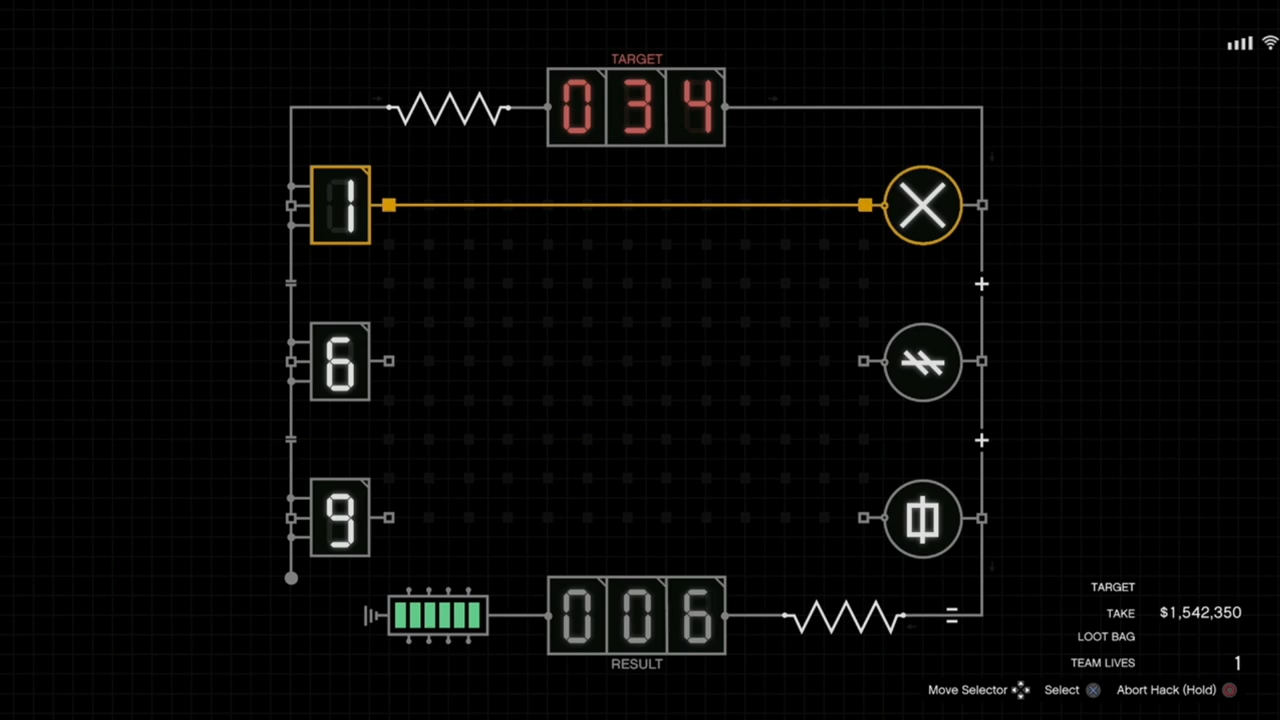 TARGET
034
1
6
9
006
RESULT
TARGET
TAKE $1,542,350
LOOT BAG
TEAM LIVES 1
Move Selector Select Abort Hack (Hold)